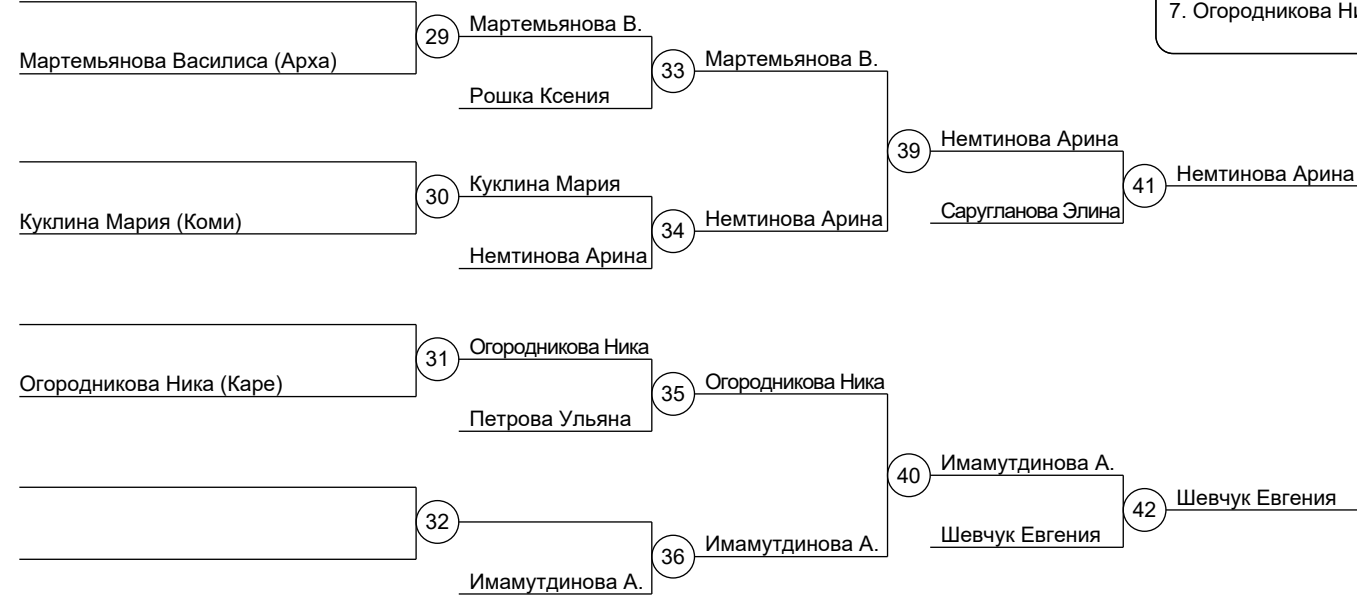 7. Огородникова Ни
29
Мартемьянова В.
Мартемьянова Василиса (Арха)
33
Мартемьянова В.
Рошка Ксения
39
Немтинова Арина
30
Куклина Мария
41
Немтинова Арина
Куклина Мария (Коми)
34
Немтинова Арина
Саругланова Элина
Немтинова Арина
31
Огородникова Ника
Огородникова Ника (Каре)
35
Огородникова Ника
Петрова Ульяна
40
Имамутдинова А.
32
42
Шевчук Евгения
36
Имамутдинова А.
Шевчук Евгения
Имамутдинова А.